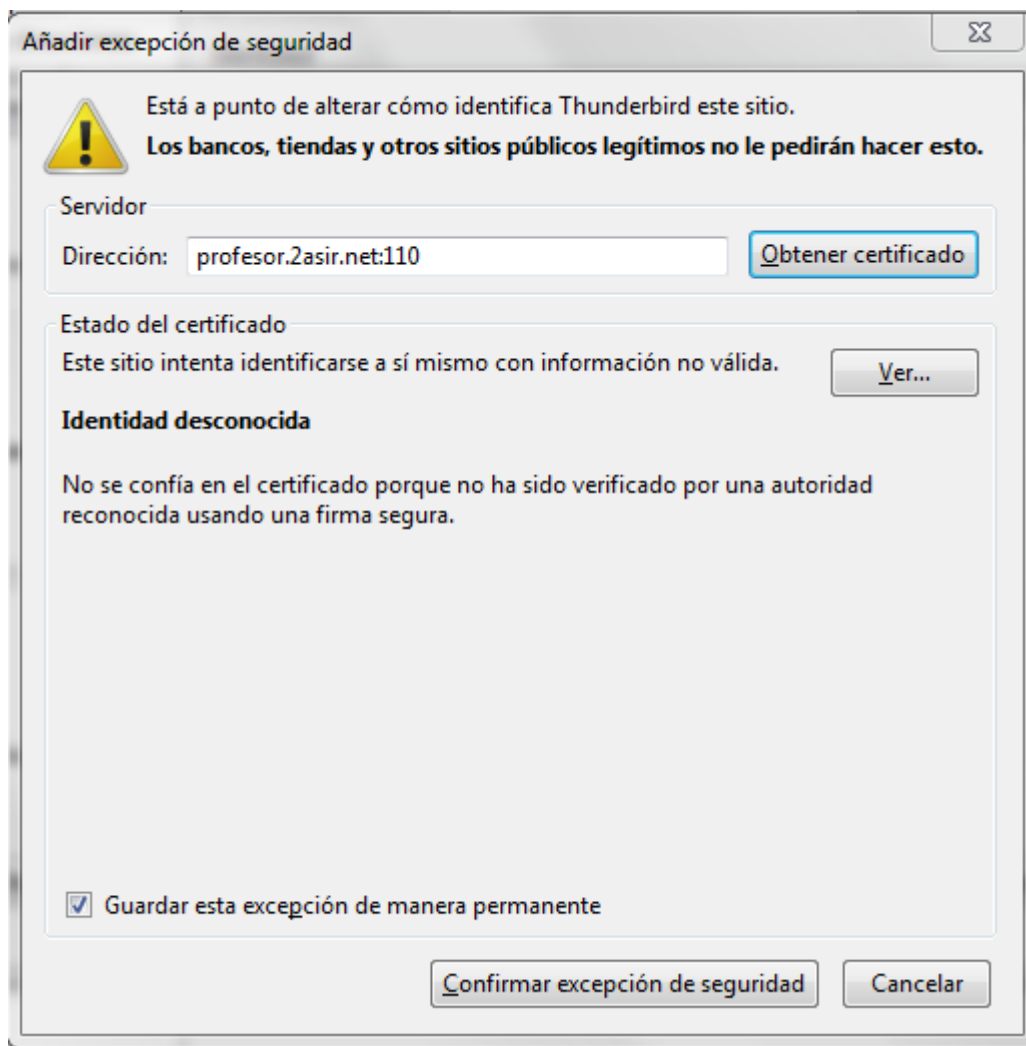 Añadir excepción de seguridad
Está a punto de alterar cómo identifica Thunderbird este sitio.
Los bancos, tiendas y otros sitios públicos legítimos no le pedirán hacer esto.
Servidor
Dirección: profesor.2asir.net:110 Obtener certificado
Estado del certificado
Este sitio intenta identificarse a sí mismo con información no válida. Ver...
Identidad desconocida
No se confía en el certificado porque no ha sido verificado por una autoridad
reconocida usando una firma segura.
Guardar esta excepción de manera permanente
Confirmar excepción de seguridad Cancelar